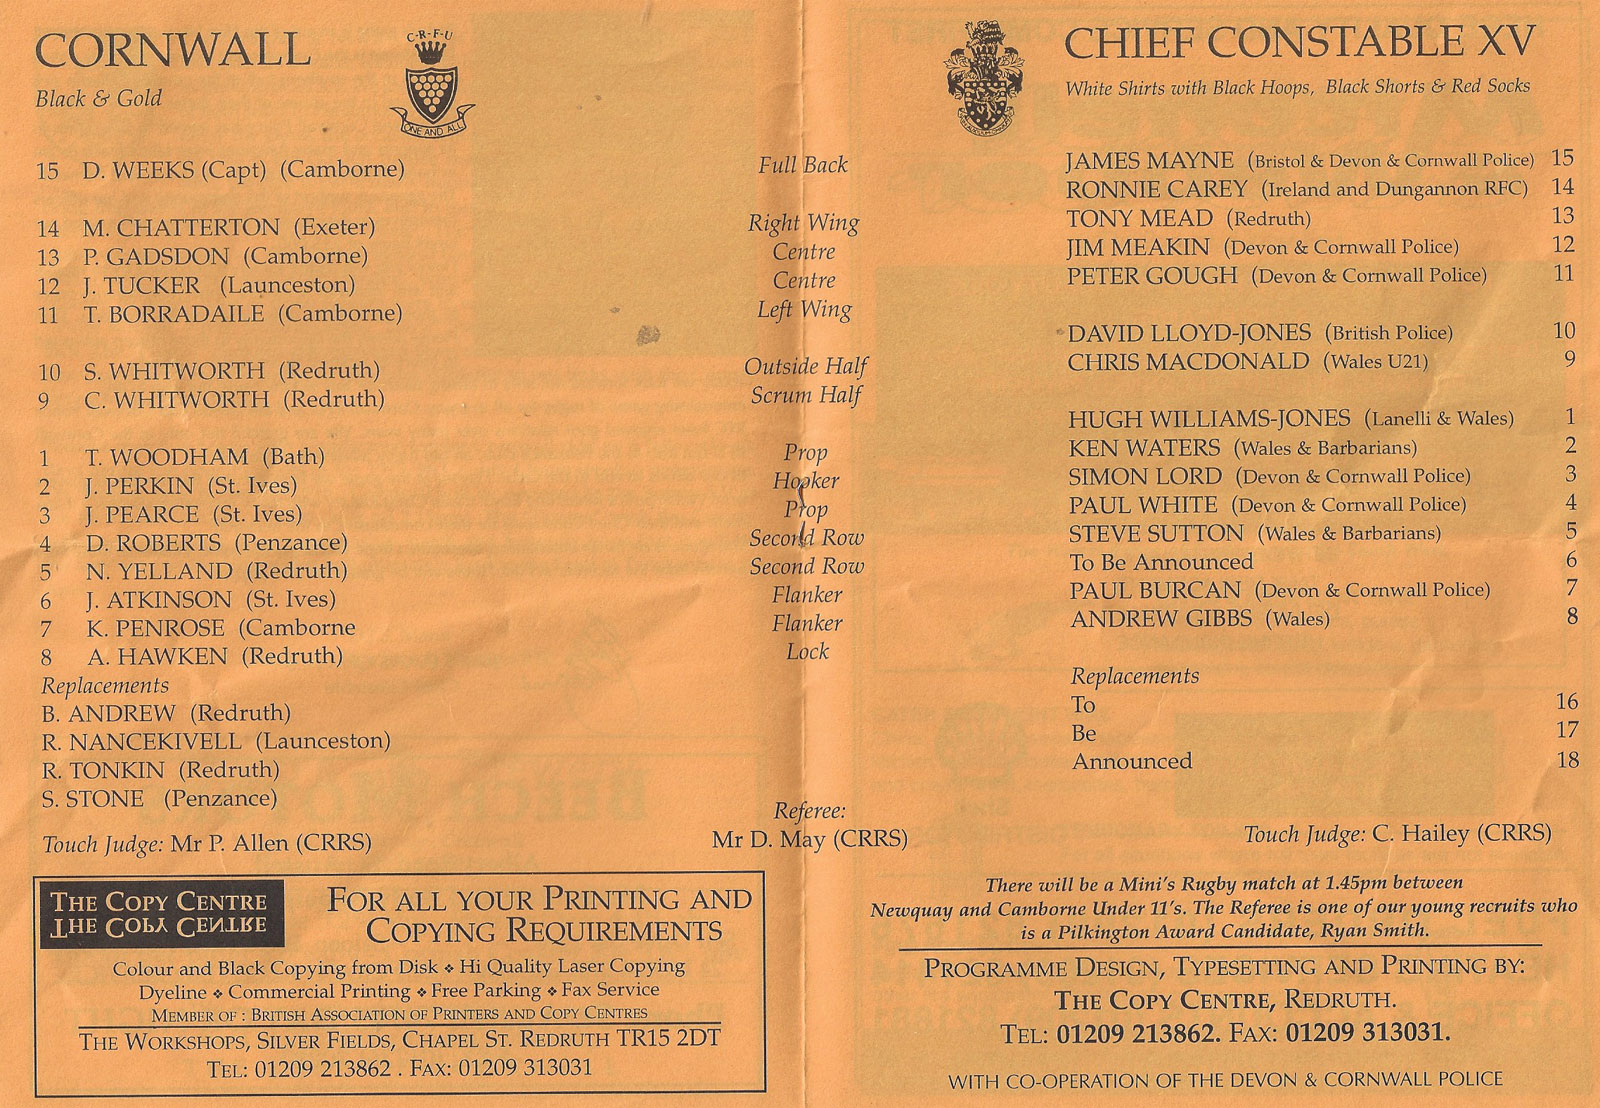 CORNWALL
Black & Gold
C-R-F-U
ONE AND ALL
15 D. WEEKS (Capt) (Camborne)
14 M. CHATTERTON (Exeter)
13 P. GADSDON (Camborne)
12 J. TUCKER (Launceston)
11 T. BORRADAILE (Camborne)
10 S. WHITWORTH (Redruth)
9 C. WHITWORTH (Redruth)
1 T. WOODHAM (Bath)
2 J. PERKIN (St. Ives)
3 J. PEARCE (St. Ives)
4 D. ROBERTS (Penzance)
5 N. YELLAND (Redruth)
6 J. ATKINSON (St. Ives)
7 K. PENROSE (Camborne
8 A. HAWKEN (Redruth)
Replacements
B. ANDREW (Redruth)
R. NANCEKIVELL (Launceston)
R. TONKIN (Redruth)
S. STONE (Penzance)
Touch Judge: Mr P. Allen (CRRS)
Full Back
Right Wing
Centre
Centre
Left Wing
Outside Half
Scrum Half
Prop
Hooker
Prop
Second Row
Second Row
Flanker
Flanker
Lock
Referee:
Mr D. May (CRRS)
CHIEF CONSTABLE XV
White Shirts with Black Hoops, Black Shorts & Red Socks
JAMES MAYNE (Bristol & Devon & Cornwall Police) 15
RONNIE CAREY (Ireland and Dungannon RFC) 14
TONY MEAD (Redruth) 13
JIM MEAKIN (Devon & Cornwall Police) 12
PETER GOUGH (Devon & Cornwall Police) 11
DAVID LLOYD-JONES (British Police) 10
CHRIS MACDONALD (Wales U21) 9
HUGH WILLIAMS-JONES (Lanelli & Wales) 1
KEN WATERS (Wales & Barbarians) 2
SIMON LORD (Devon & Cornwall Police) 3
PAUL WHITE (Devon & Cornwall Police) 4
STEVE SUTTON (Wales & Barbarians) 5
To Be Announced 6
PAUL BURCAN (Devon & Cornwall Police) 7
ANDREW GIBBS (Wales) 8
Replacements
To 16
Be 17
Announced 18
Touch Judge: C. Hailey (CRRS)
THE COPY CENTRE
THE COPY CENTRE
FOR ALL YOUR PRINTING AND
COPYING REQUIREMENTS
Colour and Black Copying from Disk ❖ Hi Quality Laser Copying
Dyeline ❖ Commercial Printing ❖ Free Parking ❖ Fax Service
MEMBER OF : BRITISH ASSOCIATION OF PRINTERS AND COPY CENTRES
THE WORKSHOPS, SILVER FIELDS, CHAPEL ST. REDRUTH TR15 2DT
TEL: 01209 213862 . FAX: 01209 313031
There will be a Mini's Rugby match at 1.45pm between
Newquay and Camborne Under 11's. The Referee is one of our young recruits who
is a Pilkington Award Candidate, Ryan Smith.
PROGRAMME DESIGN, TYPESETTING AND PRINTING BY:
THE COPY CENTRE, REDRUTH.
TEL: 01209 213862. FAX: 01209 313031.
WITH CO-OPERATION OF THE DEVON & CORNWALL POLICE